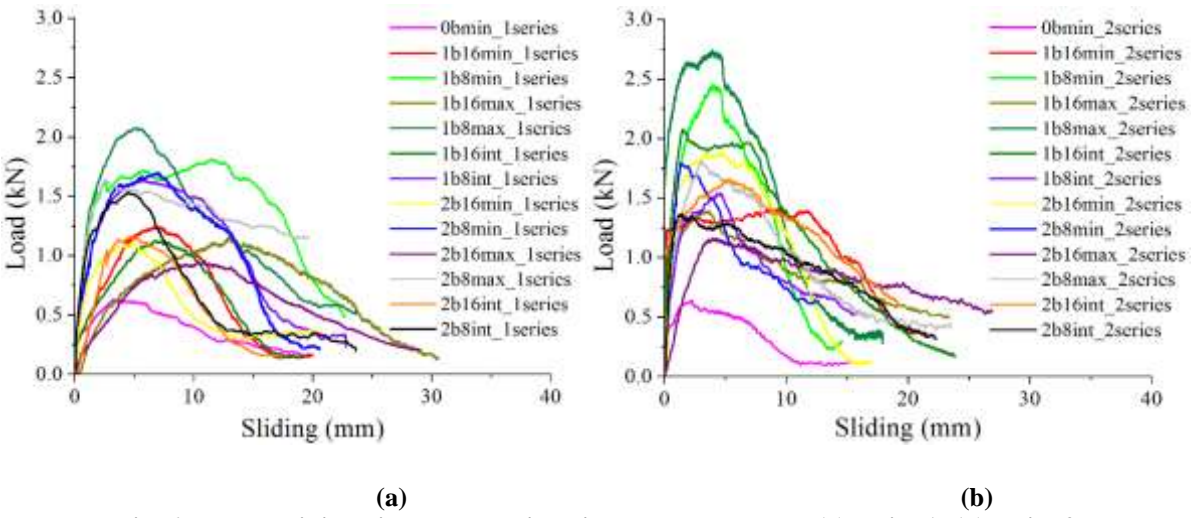 3.0
2.5
2.0
1.5
1.0
0.5
0.0
Load (kN)
0 10 20 30 40
Sliding (mm)
0bmin_1series
1b16min_1series
1b8min_1series
1b16max_1series
1b8max_1series
1b16int_1series
1b8int_1series
2b16min_1series
2b8min_1series
2b16max_1series
2b8max_1series
2b16int_1series
2b8int_1series
(a)
3.0
2.5
2.0
1.5
1.0
0.5
0.0
Load (kN)
0 10 20 30 40
Sliding (mm)
0bmin_2series
1b16min_2series
1b8min_2series
1b16max_2series
1b8max_2series
1b16int_2series
1b8int_2series
2b16min_2series
2b8min_2series
2b16max_2series
2b8max_2series
2b16int_2series
2b8int_2series
(b)